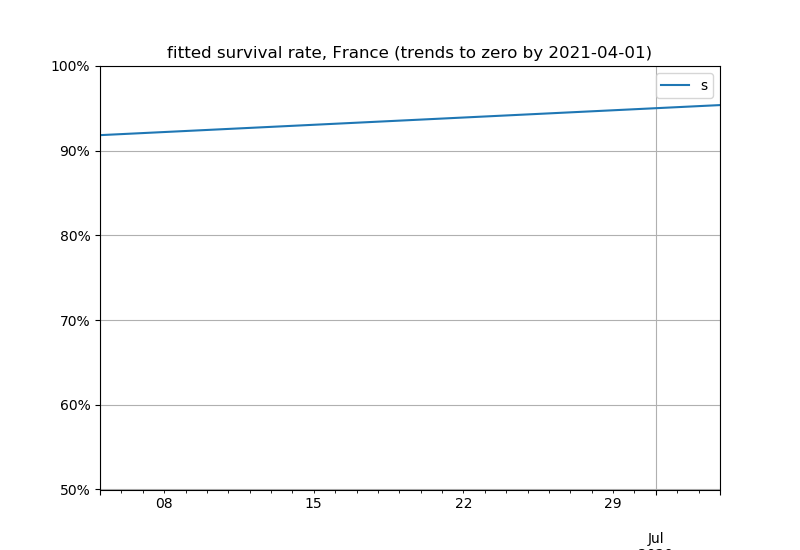 fitted survival rate, France (trends to zero by 2021-04-01)
100%
s
90%
80%
70%
60%
50%
08 15 22 29
Jul